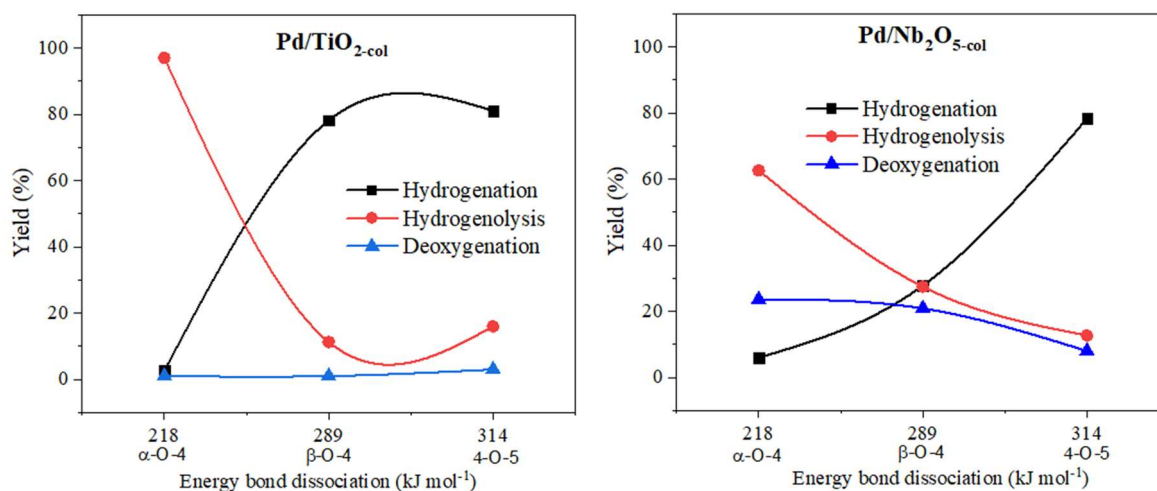 Pd/TiO2-col
100
80
60
40
20
0
Yield (%)
Hydrogenation
Hydrogenolysis
Deoxygenation
218 289 314
α-O-4 β-O-4 4-O-5
Energy bond dissociation (kJ mol-1)
Pd/Nb2O5-col
100
80
60
40
20
0
Yield (%)
Hydrogenation
Hydrogenolysis
Deoxygenation
218 289 314
α-O-4 β-O-4 4-O-5
Energy bond dissociation (kJ mol-1)